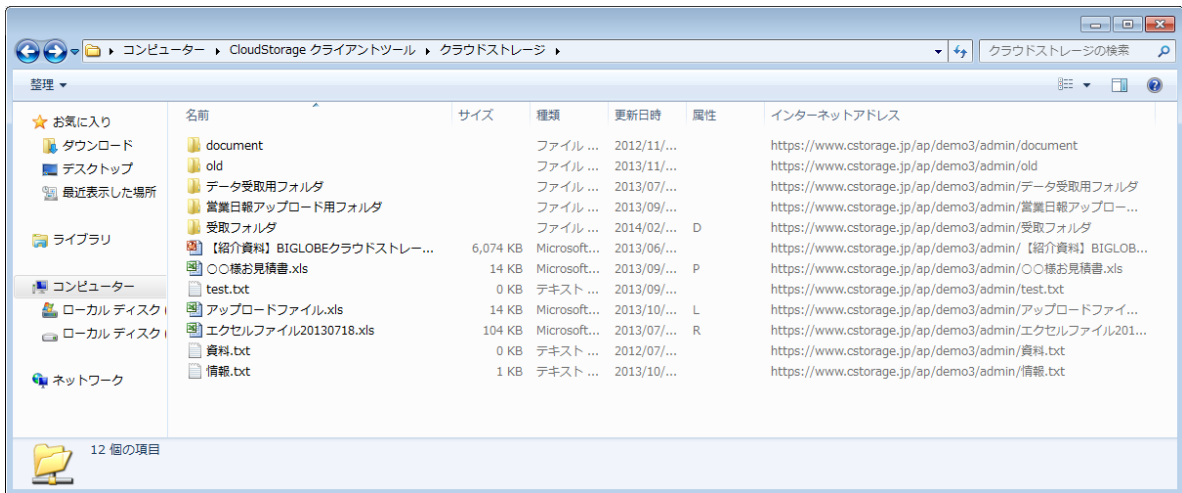 コンピューター ▸ CloudStorage クライアントツール ▸ クラウドストレージ ▸ クラウドストレージの検索
整理
名前 サイズ 種類 更新日時 属性 インターネットアドレス
お気に入り
ダウンロード
デスクトップ
最近表示した場所
ライブラリ
コンピューター
ローカル ディスク (
ローカル ディスク (
ネットワーク
document ファイル ... 2012/11/... https://www.cstorage.jp/ap/demo3/admin/document
old ファイル ... 2013/11/... https://www.cstorage.jp/ap/demo3/admin/old
データ受取用フォルダ ファイル ... 2013/07/... https://www.cstorage.jp/ap/demo3/admin/データ受取用フォルダ
営業日報アップロード用フォルダ ファイル ... 2013/09/... https://www.cstorage.jp/ap/demo3/admin/営業日報アップロー...
受取フォルダ ファイル ... 2014/02/... D https://www.cstorage.jp/ap/demo3/admin/受取フォルダ
【紹介資料】BIGLOBEクラウドストレー... 6,074 KB Microsoft... 2013/06/... https://www.cstorage.jp/ap/demo3/admin/【紹介資料】BIGLOB...
○○様お見積書.xls 14 KB Microsoft... 2013/09/... P https://www.cstorage.jp/ap/demo3/admin/○○様お見積書.xls
test.txt 0 KB テキスト ... 2013/09/... https://www.cstorage.jp/ap/demo3/admin/test.txt
アップロードファイル.xls 14 KB Microsoft... 2013/10/... L https://www.cstorage.jp/ap/demo3/admin/アップロードファイ...
エクセルファイル20130718.xls 104 KB Microsoft... 2013/07/... R https://www.cstorage.jp/ap/demo3/admin/エクセルファイル201...
資料.txt 0 KB テキスト ... 2012/07/... https://www.cstorage.jp/ap/demo3/admin/資料.txt
情報.txt 1 KB テキスト ... 2013/10/... https://www.cstorage.jp/ap/demo3/admin/情報.txt
12 個の項目